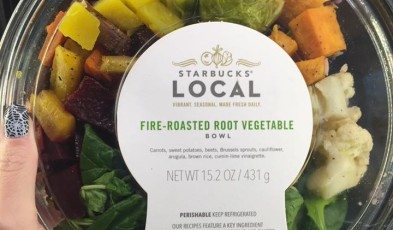 STARBUCKS®
LOCAL
VIBRANT. SEASONAL. MADE FRESH DAILY.
FIRE-ROASTED ROOT VEGETABLE
BOWL
Carrots, sweet potatoes, beets, Brussels sprouts, cauliflower,
arugula, brown rice, cumin-lime vinaigrette.
NET WT 15.2 OZ / 431 g
PERISHABLE KEEP REFRIGERATED
OUR RECIPES FEATURE A KEY INGREDIENT